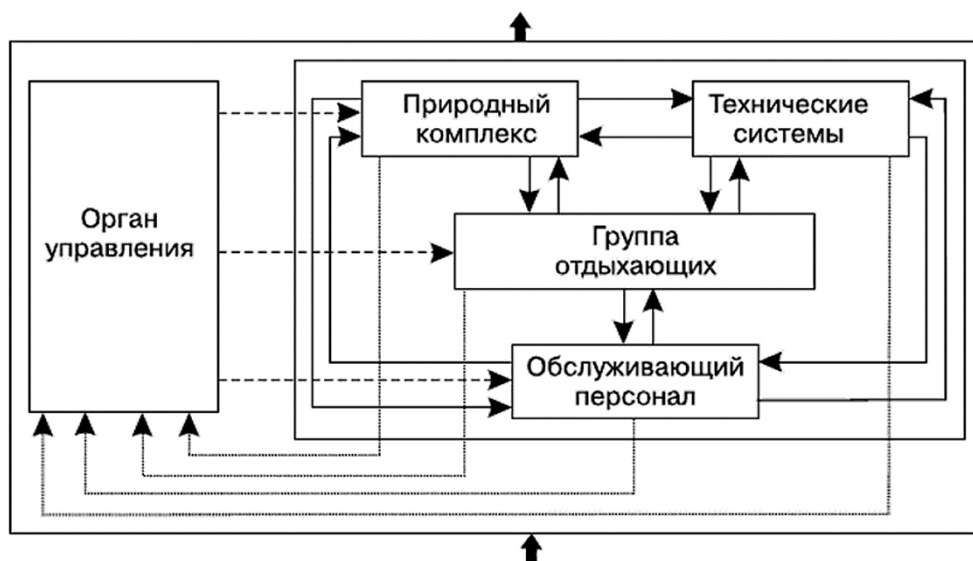 Природный
комплекс
Технические
системы
Орган
управления
Группа
отдыхающих
Обслуживающий
персонал